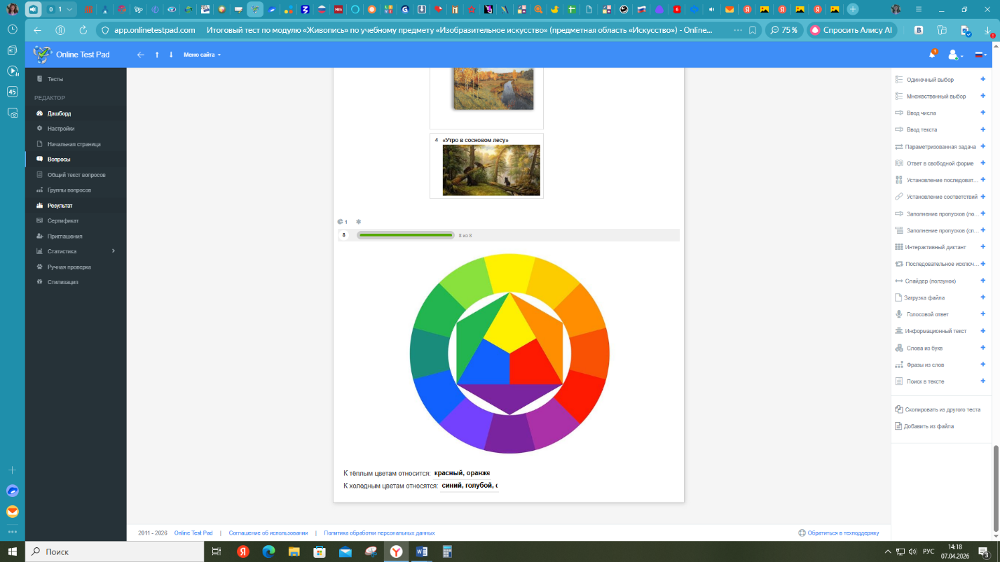 0 1
45
app.onlinetestpad.com Итоговый тест по модулю «Живопись» по учебному предмету «Изобразительное искусство» (предметная область «Искусство») - Online...
75 %
Спросить Алису AI
Online Test Pad
Меню сайта
1
Тесты
РЕДАКТОР
Дашборд
Настройки
Начальная страница
Вопросы
Общий текст вопросов
Группы вопросов
Результат
Сертификат
Приглашения
Статистика
Ручная проверка
Стилизация
4 «Утро в сосновом лесу»
1
8 8 из 8
К тёплым цветам относится: красный, оранже
К холодным цветам относятся: синий, голубой,
Одиночный выбор
Множественный выбор
Ввод числа
Ввод текста
Параметризованная задача
Ответ в свободной форме
Установление последоват...
Установление соответствий
Заполнение пропусков (по...
Заполнение пропусков (сп...
Интерактивный диктант
Последовательное исключ...
Слайдер (ползунок)
Загрузка файла
Голосовой ответ
Информационный текст
Слова из букв
Фразы из слов
Поиск в тексте
Скопировать из другого теста
Добавить из файла
2011 - 2026 Online Test Pad | Соглашение об использовании | Политика обработки персональных данных
Обратиться в техподдержку
Поиск
РУС
14:18
07.04.2026
3